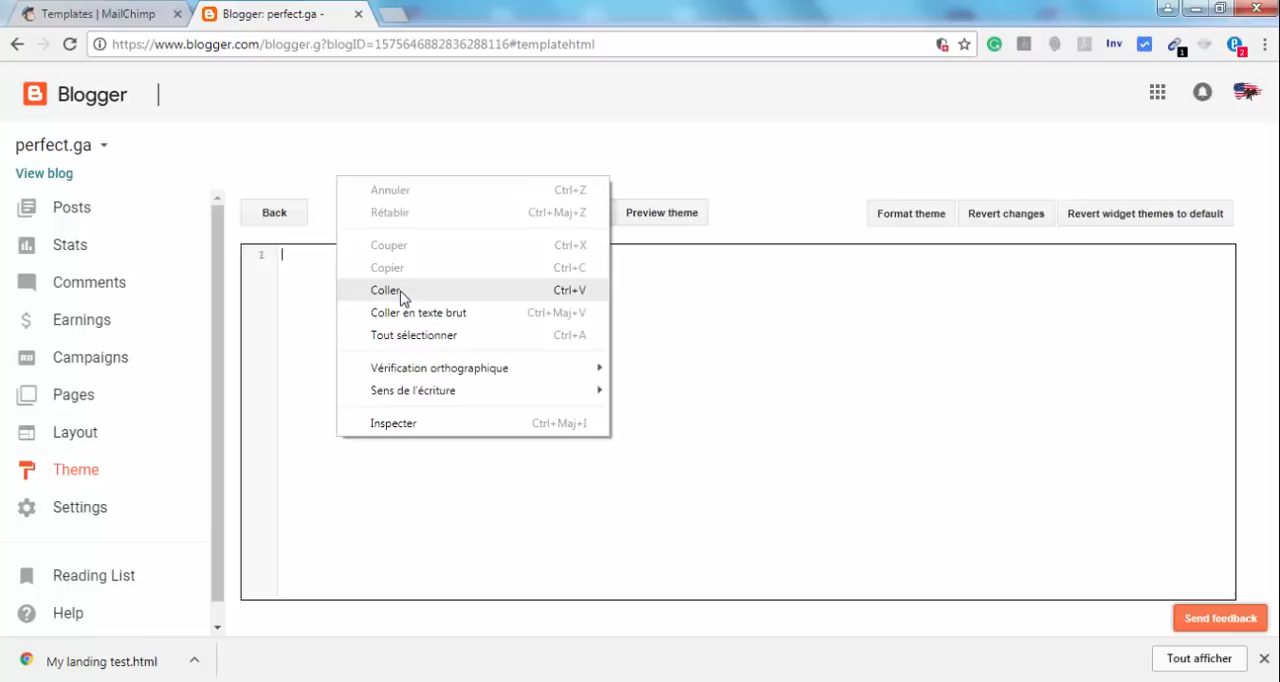 Templates | MailChimp
Blogger: perfect.ga -
https://www.blogger.com/blogger.g?blogID=1575646882836288116#templatehtml
Inv
1
2
Blogger
perfect.ga
View blog
Posts
Stats
Comments
Earnings
Campaigns
Pages
Layout
Theme
Settings
Reading List
Help
Back
Preview theme
Format theme
Revert changes
Revert widget themes to default
1
Annuler Ctrl+Z
Rétablir Ctrl+Maj+Z
Couper Ctrl+X
Copier Ctrl+C
Coller Ctrl+V
Coller en texte brut Ctrl+Maj+V
Tout sélectionner Ctrl+A
Vérification orthographique
Sens de l'écriture
Inspecter Ctrl+Maj+I
Send feedback
My landing test.html
Tout afficher